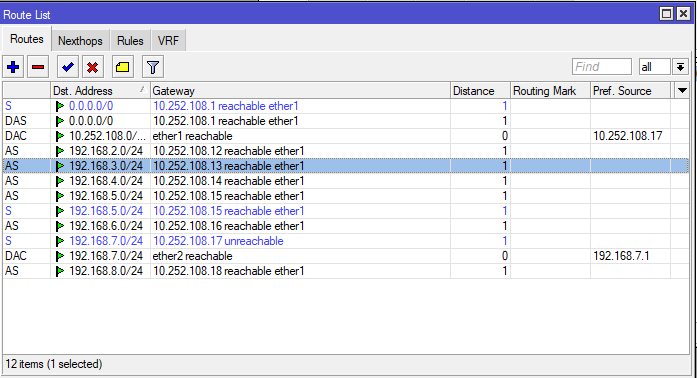 Route List
Routes Nexthops Rules VRF
Find all
Dst. Address Gateway Distance Routing Mark Pref. Source
S 0.0.0.0/0 10.252.108.1 reachable ether1 1
DAS 0.0.0.0/0 10.252.108.1 reachable ether1 1
DAC 10.252.108.0/... ether1 reachable 0 10.252.108.17
AS 192.168.2.0/24 10.252.108.12 reachable ether1 1
AS 192.168.3.0/24 10.252.108.13 reachable ether1 1
AS 192.168.4.0/24 10.252.108.14 reachable ether1 1
AS 192.168.5.0/24 10.252.108.15 reachable ether1 1
S 192.168.5.0/24 10.252.108.15 reachable ether1 1
AS 192.168.6.0/24 10.252.108.16 reachable ether1 1
S 192.168.7.0/24 10.252.108.17 unreachable 1
DAC 192.168.7.0/24 ether2 reachable 0 192.168.7.1
AS 192.168.8.0/24 10.252.108.18 reachable ether1 1
12 items (1 selected)